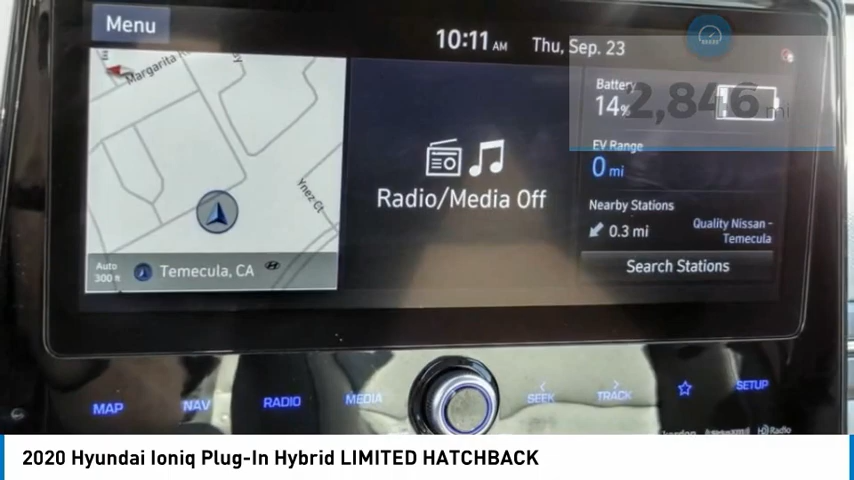 Menu
10:11 AM
Thu, Sep. 23
Margarita
Ynez Ct
Auto
300 ft
Temecula, CA
Radio/Media Off
Battery
14%
2,846 mi
EV Range
0 mi
Nearby Stations
0.3 mi
Quality Nissan -
Temecula
Search Stations
MAP
NAV
RADIO
MEDIA
SEEK
TRACK
SETUP
HD Radio
2020 Hyundai Ioniq Plug-In Hybrid LIMITED HATCHBACK